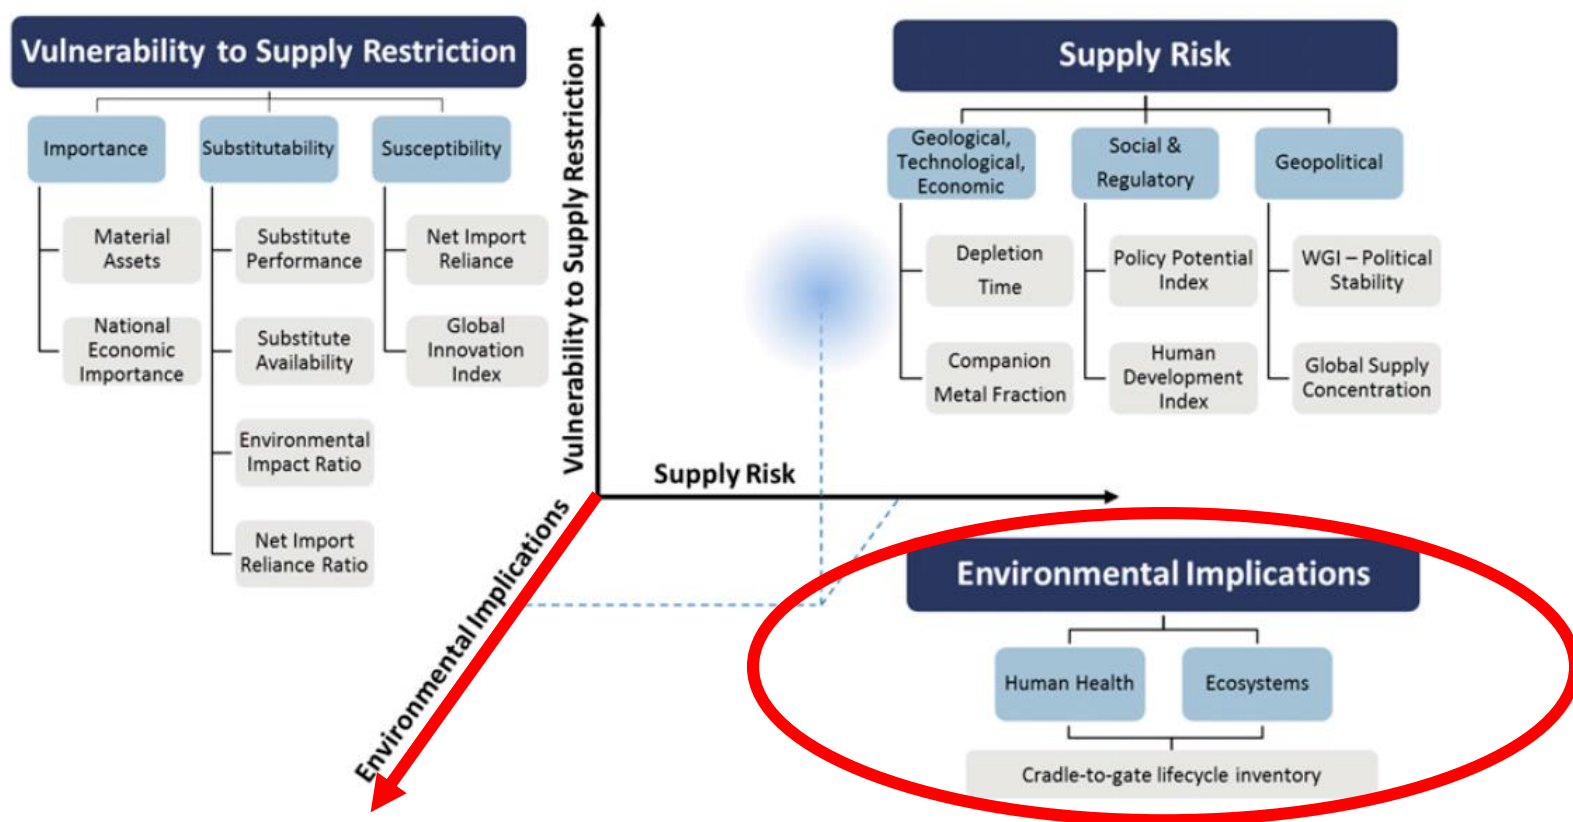 Vulnerability to Supply Restriction
Importance
Substitutability
Susceptibility
Material
Assets
National
Economic
Importance
Substitute
Performance
Substitute
Availability
Environmental
Impact Ratio
Net Import
Reliance Ratio
Net Import
Reliance
Global
Innovation
Index
Vulnerability to Supply Restriction
Supply Risk
Environmental Implications
Supply Risk
Geological,
Technological,
Economic
Social &
Regulatory
Geopolitical
Depletion
Time
Companion
Metal Fraction
Policy Potential
Index
Human
Development
Index
WGI – Political
Stability
Global Supply
Concentration
Environmental Implications
Human Health
Ecosystems
Cradle-to-gate lifecycle inventory